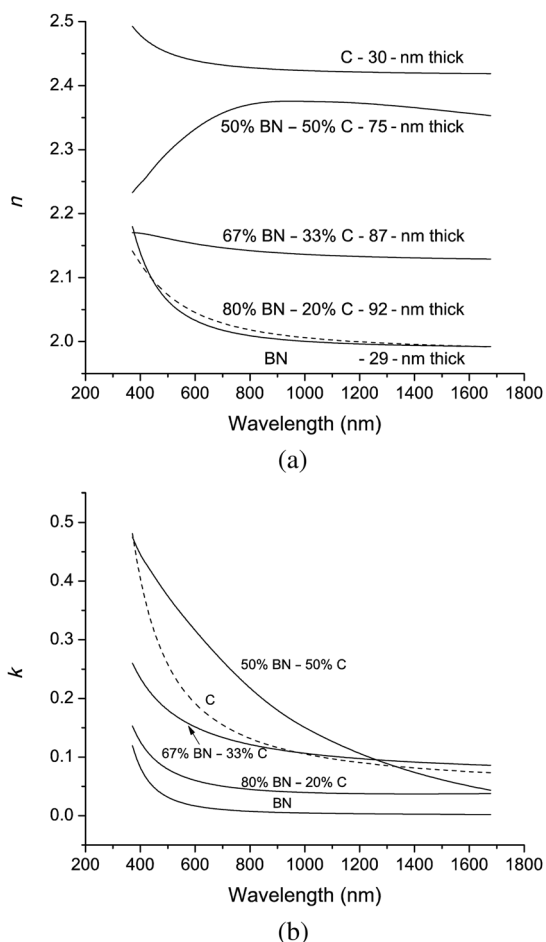 2.5
2.4
2.3
2.2
2.1
2.0
n
C - 30 - nm thick
50% BN – 50% C - 75 - nm thick
67% BN – 33% C - 87 - nm thick
80% BN – 20% C - 92 - nm thick
BN - 29 - nm thick
200 400 600 800 1000 1200 1400 1600 1800
Wavelength (nm)
(a)
0.5
0.4
0.3
0.2
0.1
0.0
k
50% BN – 50% C
C
67% BN – 33% C
80% BN – 20% C
BN
200 400 600 800 1000 1200 1400 1600 1800
Wavelength (nm)
(b)